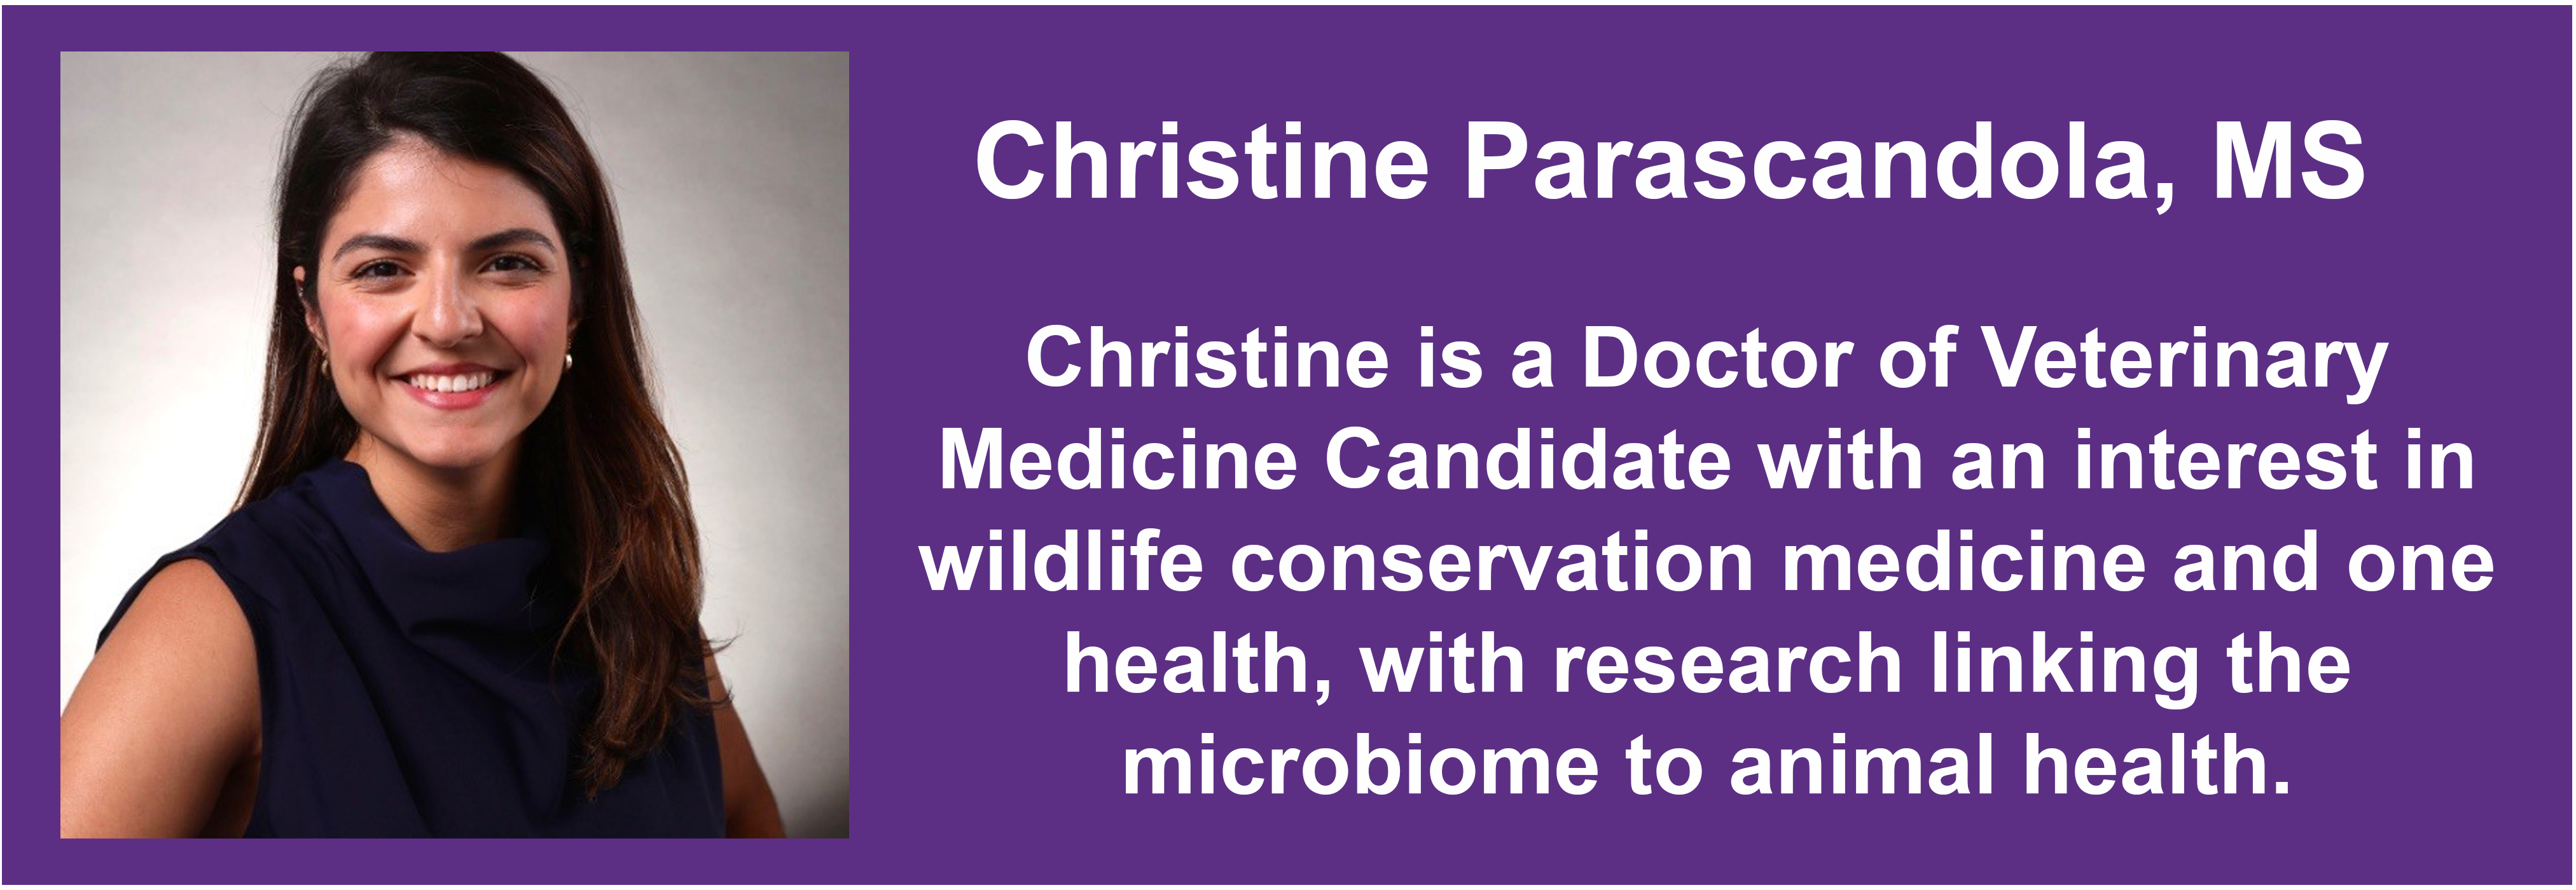 Christine Parascandola, MS
Christine is a Doctor of Veterinary
Medicine Candidate with an interest in
wildlife conservation medicine and one
health, with research linking the
microbiome to animal health.